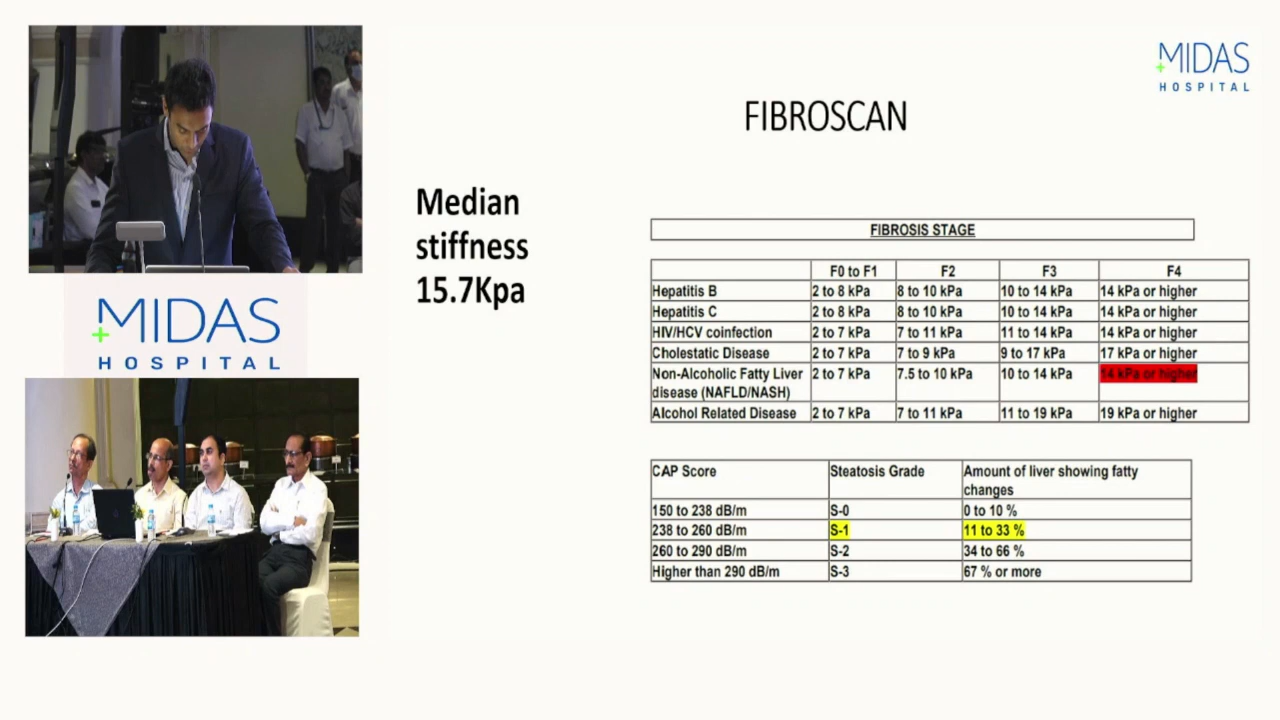 MIDAS
HOSPITAL
FIBROSCAN
Median
stiffness
15.7Kpa
FIBROSIS STAGE
F0 to F1 F2 F3 F4
Hepatitis B 2 to 8 kPa 8 to 10 kPa 10 to 14 kPa 14 kPa or higher
Hepatitis C 2 to 8 kPa 8 to 10 kPa 10 to 14 kPa 14 kPa or higher
HIV/HCV coinfection 2 to 7 kPa 7 to 11 kPa 11 to 14 kPa 14 kPa or higher
Cholestatic Disease 2 to 7 kPa 7 to 9 kPa 9 to 17 kPa 17 kPa or higher
Non-Alcoholic Fatty Liver 2 to 7 kPa 7.5 to 10 kPa 10 to 14 kPa 14 kPa or higher
disease (NAFLD/NASH)
Alcohol Related Disease 2 to 7 kPa 7 to 11 kPa 11 to 19 kPa 19 kPa or higher
CAP Score Steatosis Grade Amount of liver showing fatty
changes
150 to 238 dB/m S-0 0 to 10 %
238 to 260 dB/m S-1 11 to 33 %
260 to 290 dB/m S-2 34 to 66 %
Higher than 290 dB/m S-3 67 % or more
MIDAS
HOSPITAL